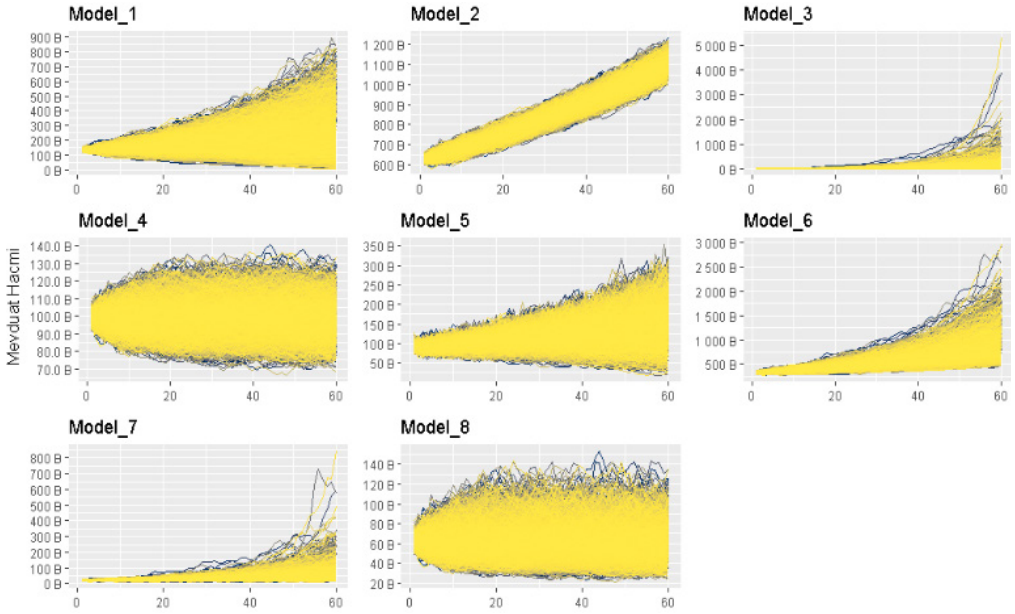 Model_1
900 B
800 B
700 B
600 B
500 B
400 B
300 B
200 B
100 B
0 B
0 20 40 60
Model_2
1 200 B
1 100 B
1 000 B
900 B
800 B
700 B
600 B
0 20 40 60
Model_3
5 000 B
4 000 B
3 000 B
2 000 B
1 000 B
0 B
0 20 40 60
Mevduat Hacmi
Model_4
140.0 B
130.0 B
120.0 B
110.0 B
100.0 B
90.0 B
80.0 B
70.0 B
0 20 40 60
Model_5
350 B
300 B
250 B
200 B
150 B
100 B
50 B
0 20 40 60
Model_6
3 000 B
2 500 B
2 000 B
1 500 B
1 000 B
500 B
0 20 40 60
Model_7
800 B
700 B
600 B
500 B
400 B
300 B
200 B
100 B
0 B
0 20 40 60
Model_8
140 B
120 B
100 B
80 B
60 B
40 B
20 B
0 20 40 60